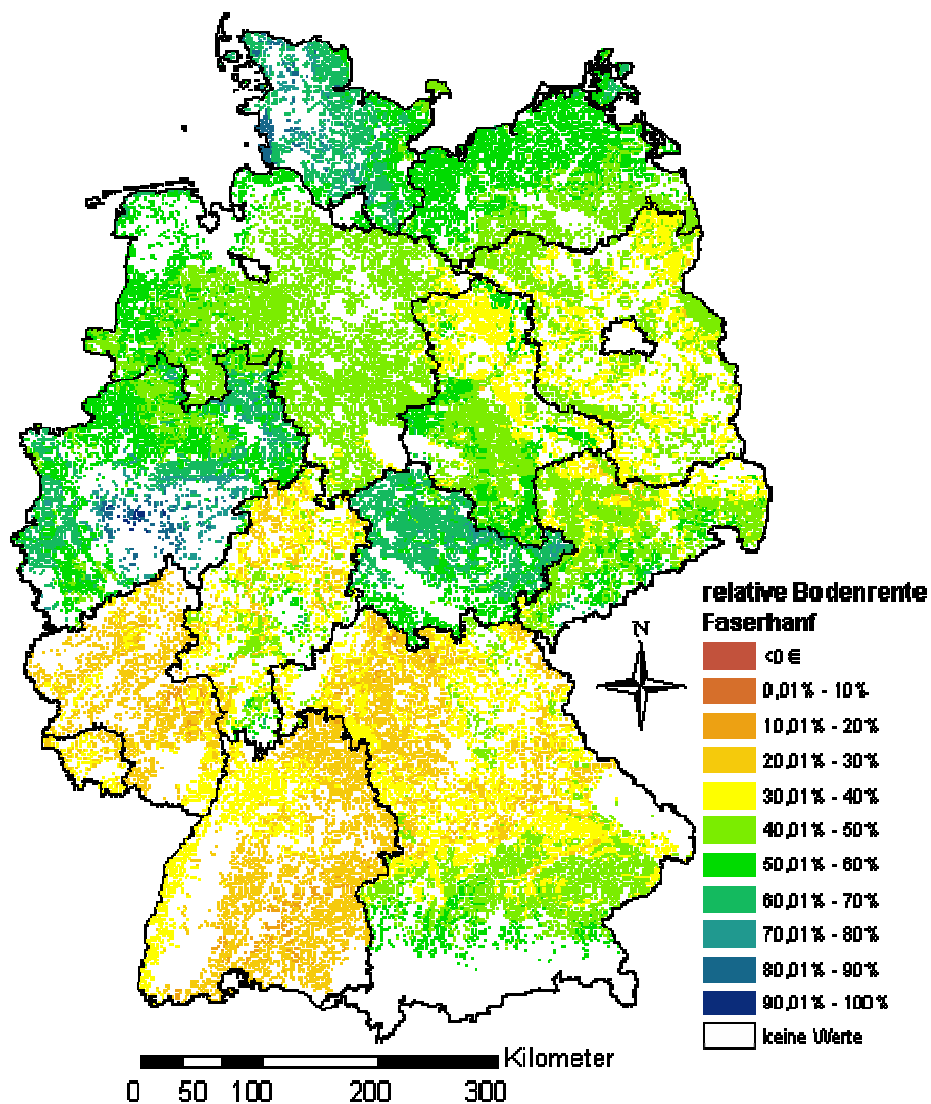 relative Bodenrente
Faserhanf
N
<0 €
0,01% - 10%
10,01% - 20%
20,01% - 30%
30,01% - 40%
40,01% - 50%
50,01% - 60%
60,01% - 70%
70,01% - 80%
80,01% - 90%
90,01% - 100%
keine Werte
Kilometer
0 50 100 200 300